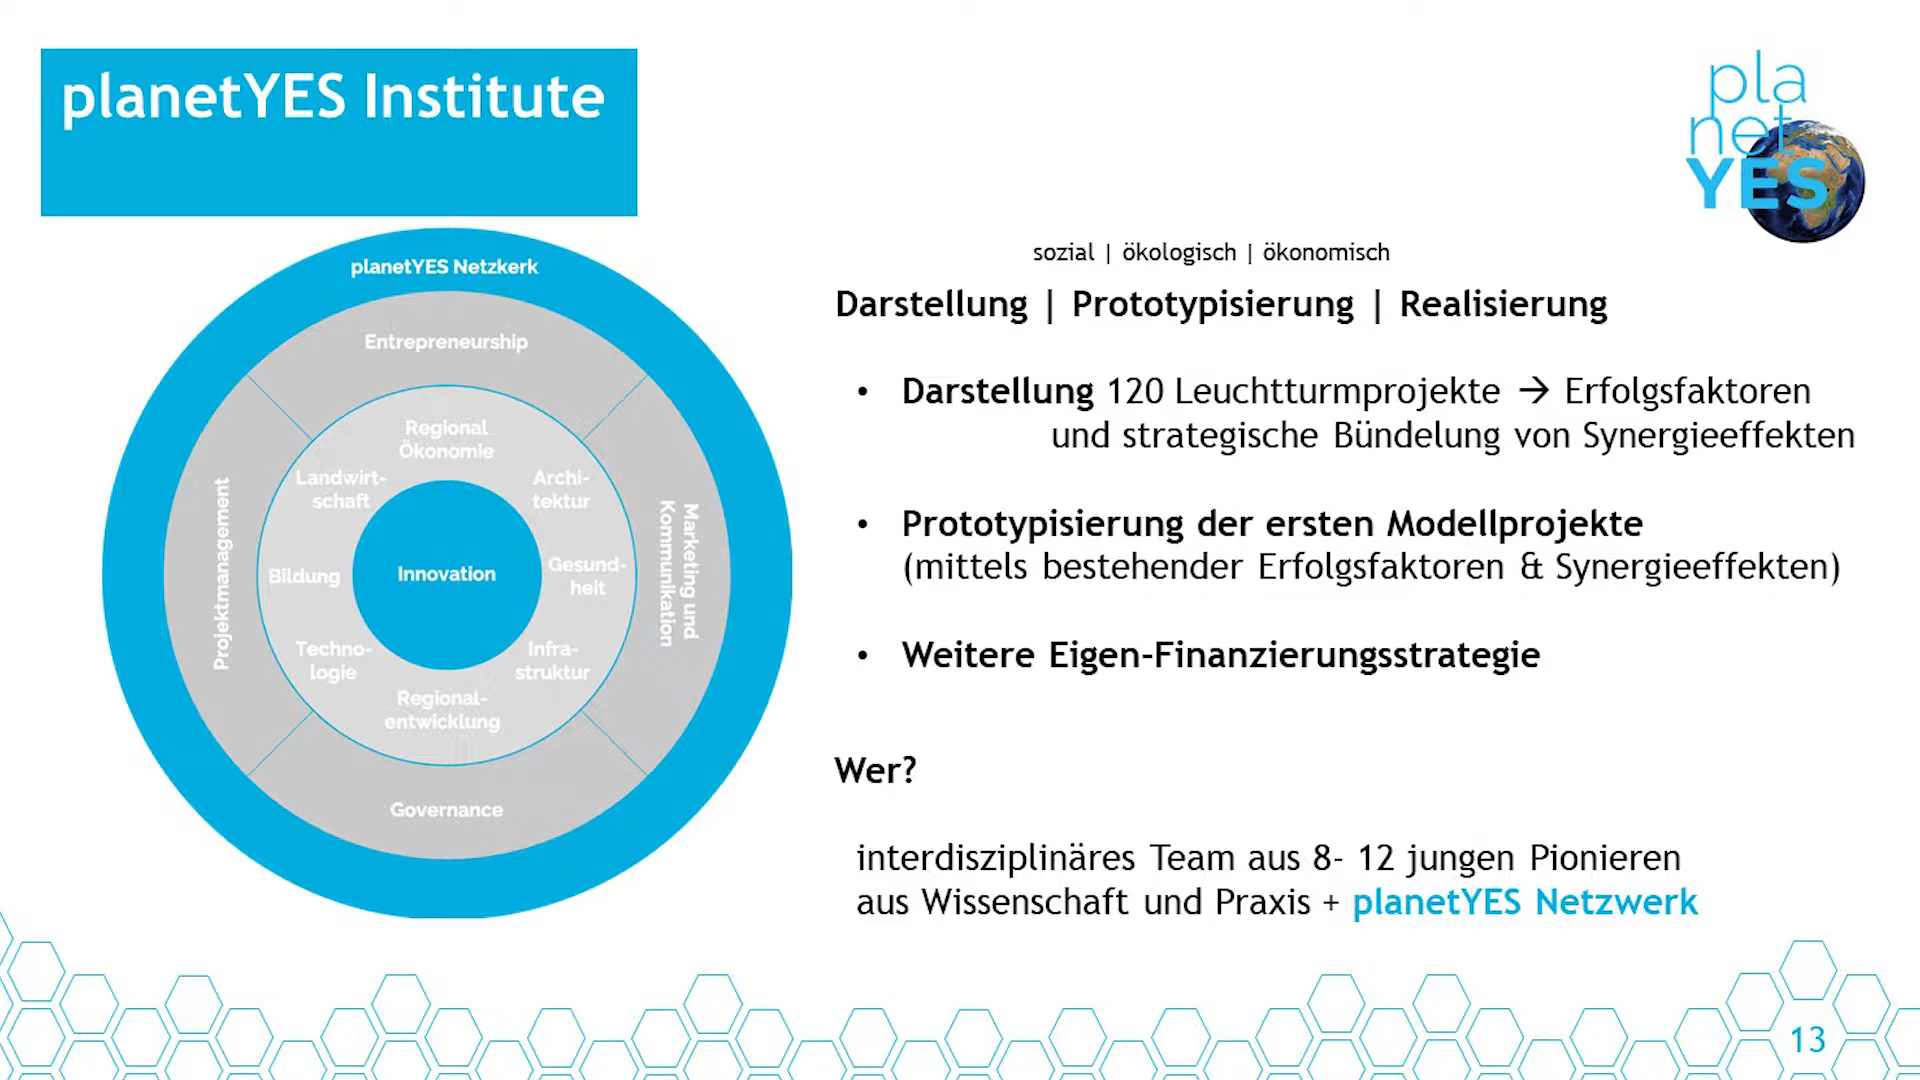 planetYES Institute
pla
net
YES
planetYES Netzkerk
Entrepreneurship
Regional
Ökonomie
Landwirt-
schaft
Archi-
tektur
Projektmanagement
Bildung
Innovation
Gesund-
heit
Marketing und
Kommunikation
Techno-
logie
Infra-
struktur
Regional-
entwicklung
Governance
sozial | ökologisch | ökonomisch
Darstellung | Prototypisierung | Realisierung
• Darstellung 120 Leuchtturmprojekte → Erfolgsfaktoren
und strategische Bündelung von Synergieeffekten
• Prototypisierung der ersten Modellprojekte
(mittels bestehender Erfolgsfaktoren & Synergieeffekten)
• Weitere Eigen-Finanzierungsstrategie
Wer?
interdisziplinäres Team aus 8- 12 jungen Pionieren
aus Wissenschaft und Praxis + planetYES Netzwerk
13